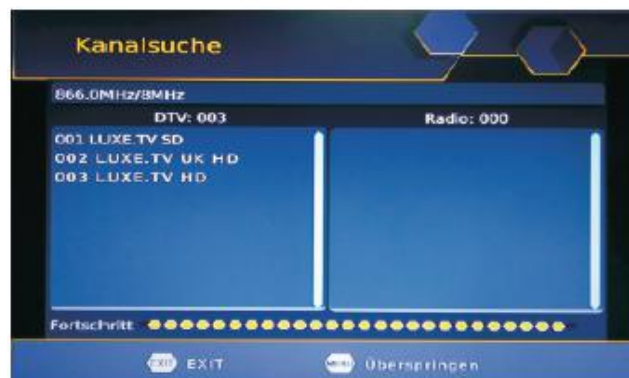 Kanalsuche
866.0MHz/8MHz
DTV: 003
Radio: 000
001 LUXE.TV SD
002 LUXE.TV UK HD
003 LUXE.TV HD
Fortschritt
EXIT EXIT
MENU Überspringen